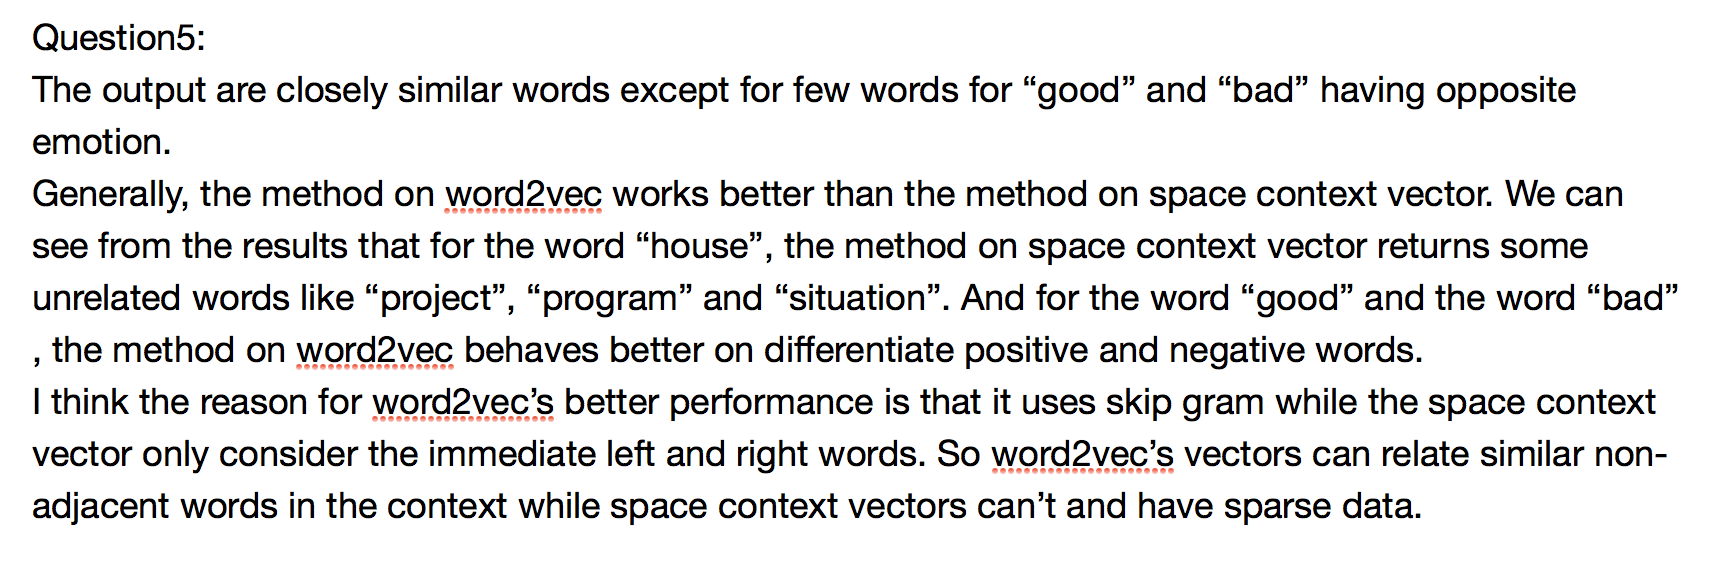 Question5:
The output are closely similar words except for few words for “good” and “bad” having opposite
emotion.
Generally, the method on word2vec works better than the method on space context vector. We can
see from the results that for the word “house”, the method on space context vector returns some
unrelated words like “project”, “program” and “situation”. And for the word “good” and the word “bad”
, the method on word2vec behaves better on differentiate positive and negative words.
I think the reason for word2vec’s better performance is that it uses skip gram while the space context
vector only consider the immediate left and right words. So word2vec’s vectors can relate similar non-
adjacent words in the context while space context vectors can’t and have sparse data.